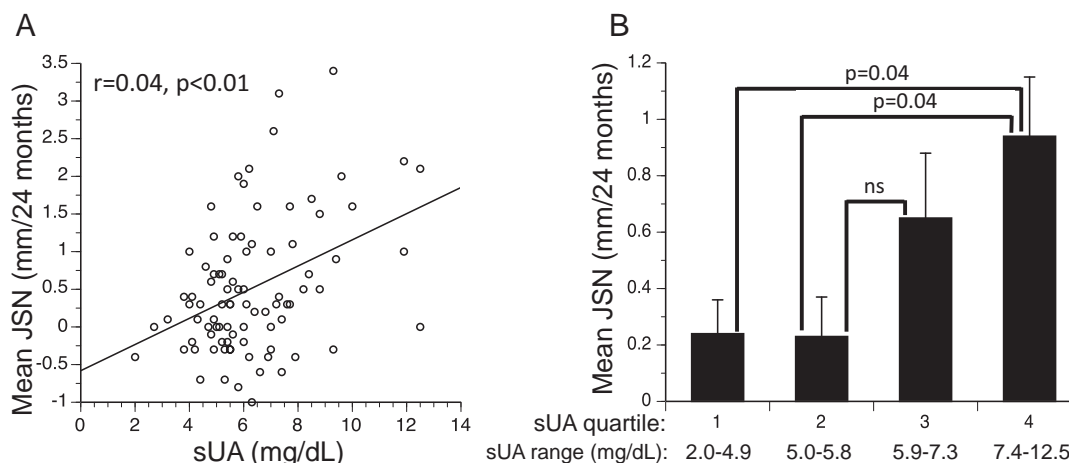 A
r=0.04, p<0.01
Mean JSN (mm/24 months)
3.5
3
2.5
2
1.5
1
0.5
0
-0.5
-1
0 2 4 6 8 10 12 14
sUA (mg/dL)
B
Mean JSN (mm/24 months)
1.2
1
0.8
0.6
0.4
0.2
0
p=0.04
p=0.04
ns
sUA quartile: 1 2 3 4
sUA range (mg/dL): 2.0-4.9 5.0-5.8 5.9-7.3 7.4-12.5